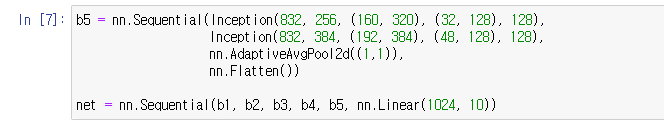 In [7]: b5 = nn.Sequential(Inception(832, 256, (160, 320), (32, 128), 128),
Inception(832, 384, (192, 384), (48, 128), 128),
nn.AdaptiveAvgPool2d((1,1)),
nn.Flatten())
net = nn.Sequential(b1, b2, b3, b4, b5, nn.Linear(1024, 10))